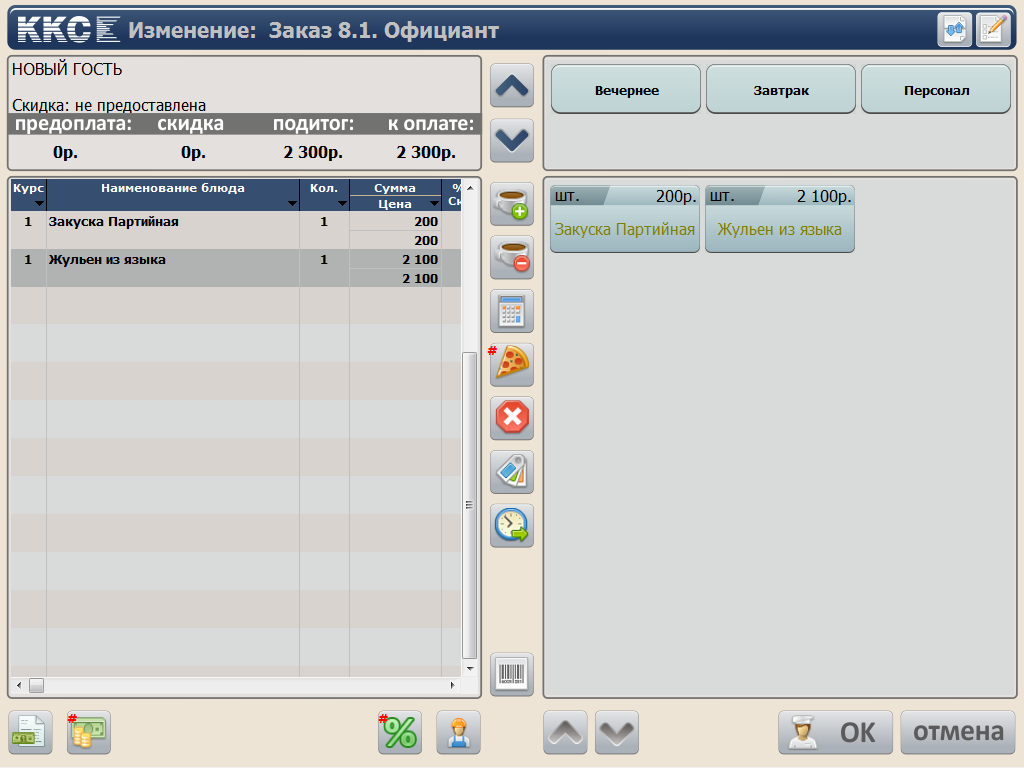 ККСЕ Изменение: Заказ 8.1. Официант
НОВЫЙ ГОСТЬ
Скидка: не предоставлена
предоплата: скидка подитог: к оплате:
0р. 0р. 2 300р. 2 300р.
Вечернее Завтрак Персонал
Курс Наименование блюда Кол. Сумма %
Цена Ск
1 Закуска Партийная 1 200
200
1 Жульен из языка 1 2 100
2 100
шт. 200р.
Закуска Партийная
шт. 2 100р.
Жульен из языка
#
#
#
%
OK
отмена